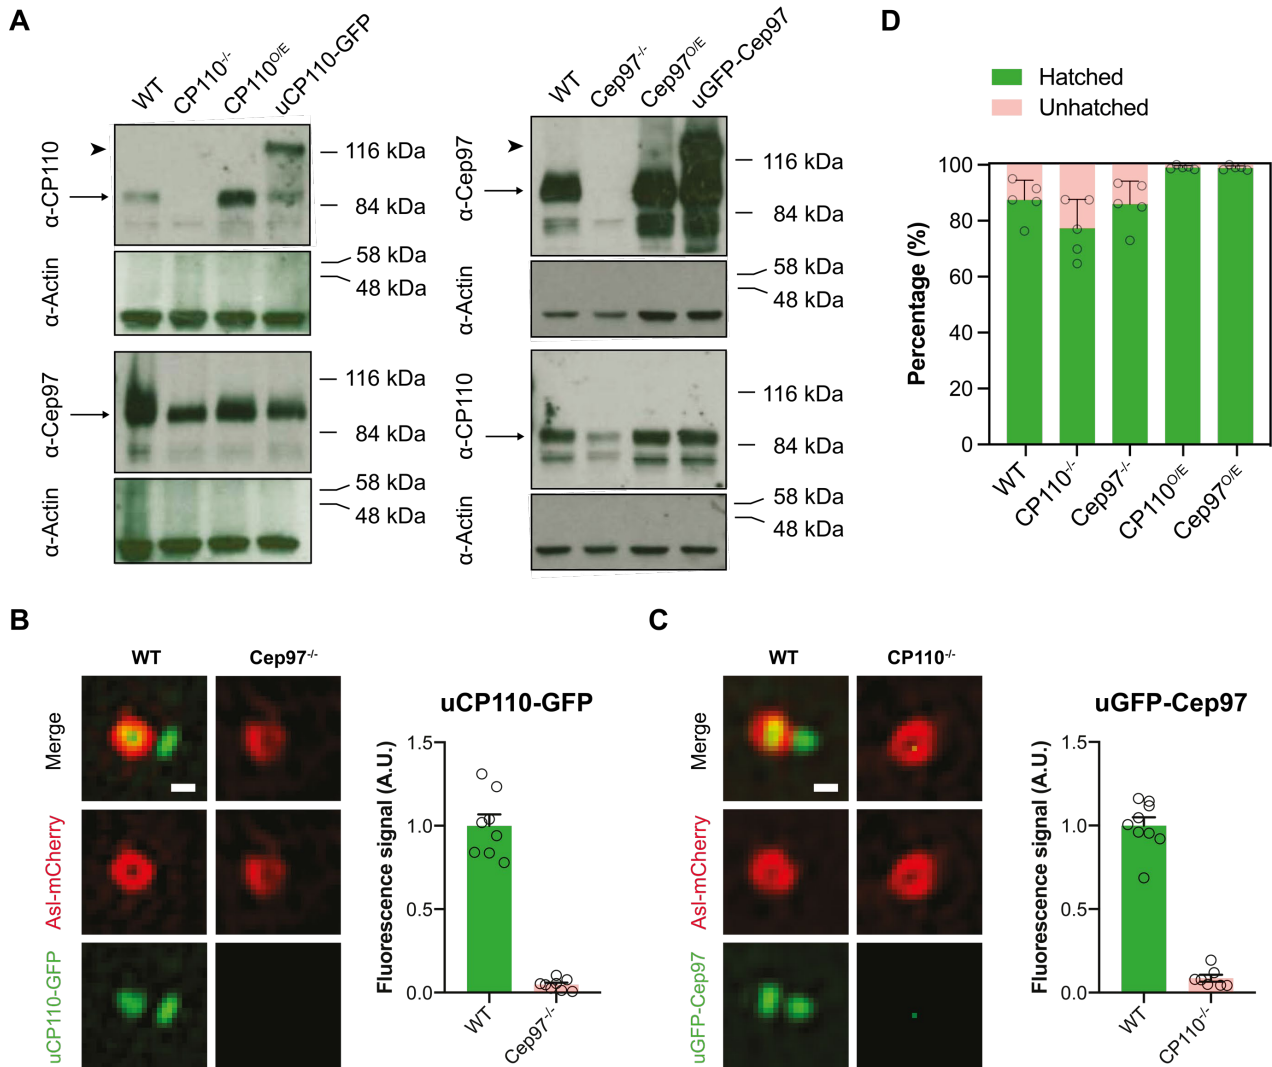 A
WT
CP110-/-
CP110O/E
uCP110-GFP
α-CP110
116 kDa
84 kDa
α-Actin
58 kDa
48 kDa
α-Cep97
116 kDa
84 kDa
α-Actin
58 kDa
48 kDa
WT
Cep97-/-
Cep97O/E
uGFP-Cep97
α-Cep97
116 kDa
84 kDa
α-Actin
58 kDa
48 kDa
α-CP110
116 kDa
84 kDa
α-Actin
58 kDa
48 kDa
D
Hatched
Unhatched
Percentage (%)
100
80
60
40
20
0
WT
CP110-/-
Cep97-/-
CP110O/E
Cep97O/E
B
WT
Cep97-/-
Merge
Asl-mCherry
uCP110-GFP
uCP110-GFP
Fluorescence signal (A.U.)
1.5
1.0
0.5
0.0
WT
Cep97-/-
C
WT
CP110-/-
Merge
Asl-mCherry
uGFP-Cep97
uGFP-Cep97
Fluorescence signal (A.U.)
1.5
1.0
0.5
0.0
WT
CP110-/-